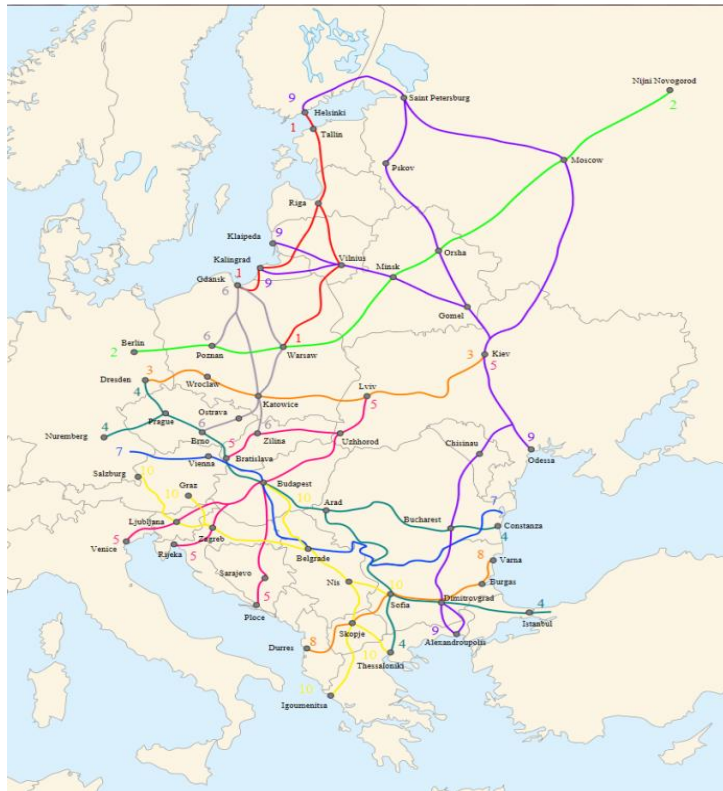 Nijni Novogorod
2
9
Saint Petersburg
Helsinki
1
Tallin
Moscow
Pskov
Riga
Klaipeda
9
Orsha
Kalingrad
Vilnius
Minsk
1
9
Gdansk
6
Gomel
1
6
Berlin
2
Poznan
Warsaw
3
Kiev
5
3
Dresden
Wroclaw
4
Lviv
5
Katowice
Ostrava
Prague
6
6
4
Nuremberg
Brno
5
Zilina
Uzhhorod
Chisinau
9
Odessa
7
Vienna
Bratislava
10
Salzburg
Graz
Budapest
10
10
Arad
7
Ljubljana
Bucharest
Constanza
4
Venice
5
Zagreb
Rijeka
5
Belgrade
8
Varna
Sarajevo
Nis
10
Burgas
5
Sofia
Dimitrovgrad
4
Ploce
Istanbul
Skopje
9
Alexandroupolis
Durres
8
10
4
Thessaloniki
10
Igoumenitsa